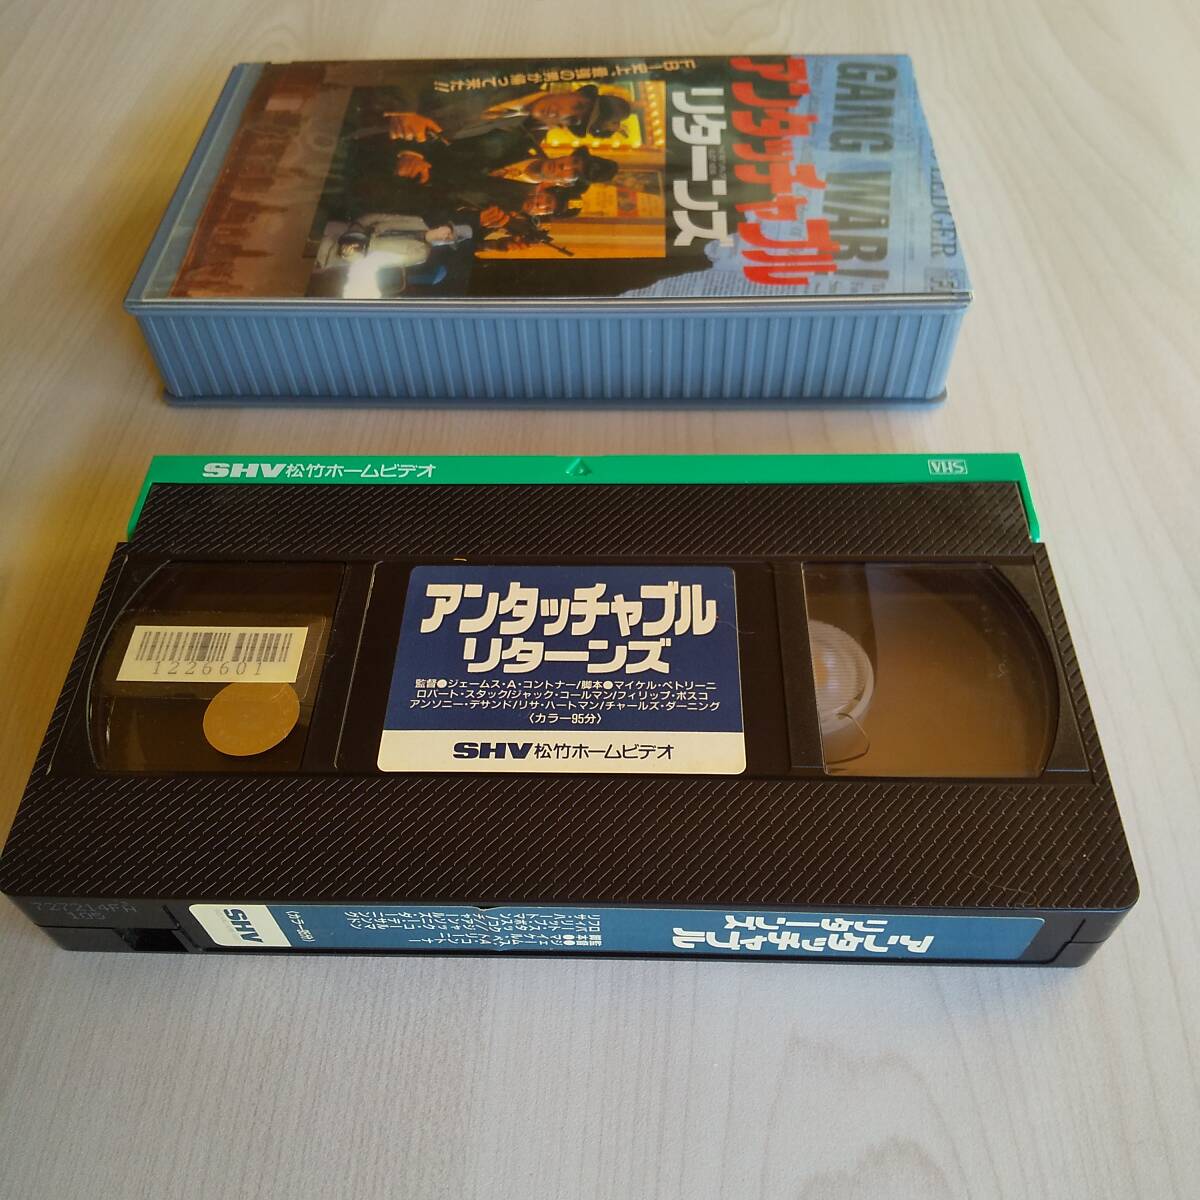 GANG WAR!
アンタッチャブル
リターンズ
FBI史上、最強の男が帰って来た!!
SHV松竹ホームビデオ
VHS
1226601
アンタッチャブル
リターンズ
監督●ジェームス・A・コントナー/脚本●マイケル・ペトリーニ
ロバート・スタック/ジャック・コールマン/フィリップ・ボスコ
アンソニー・デサンド/リサ・ハートマン/チャールズ・ダーニング
〈カラー95分〉
SHV松竹ホームビデオ
アンタッチャブル
リターンズ
SHV